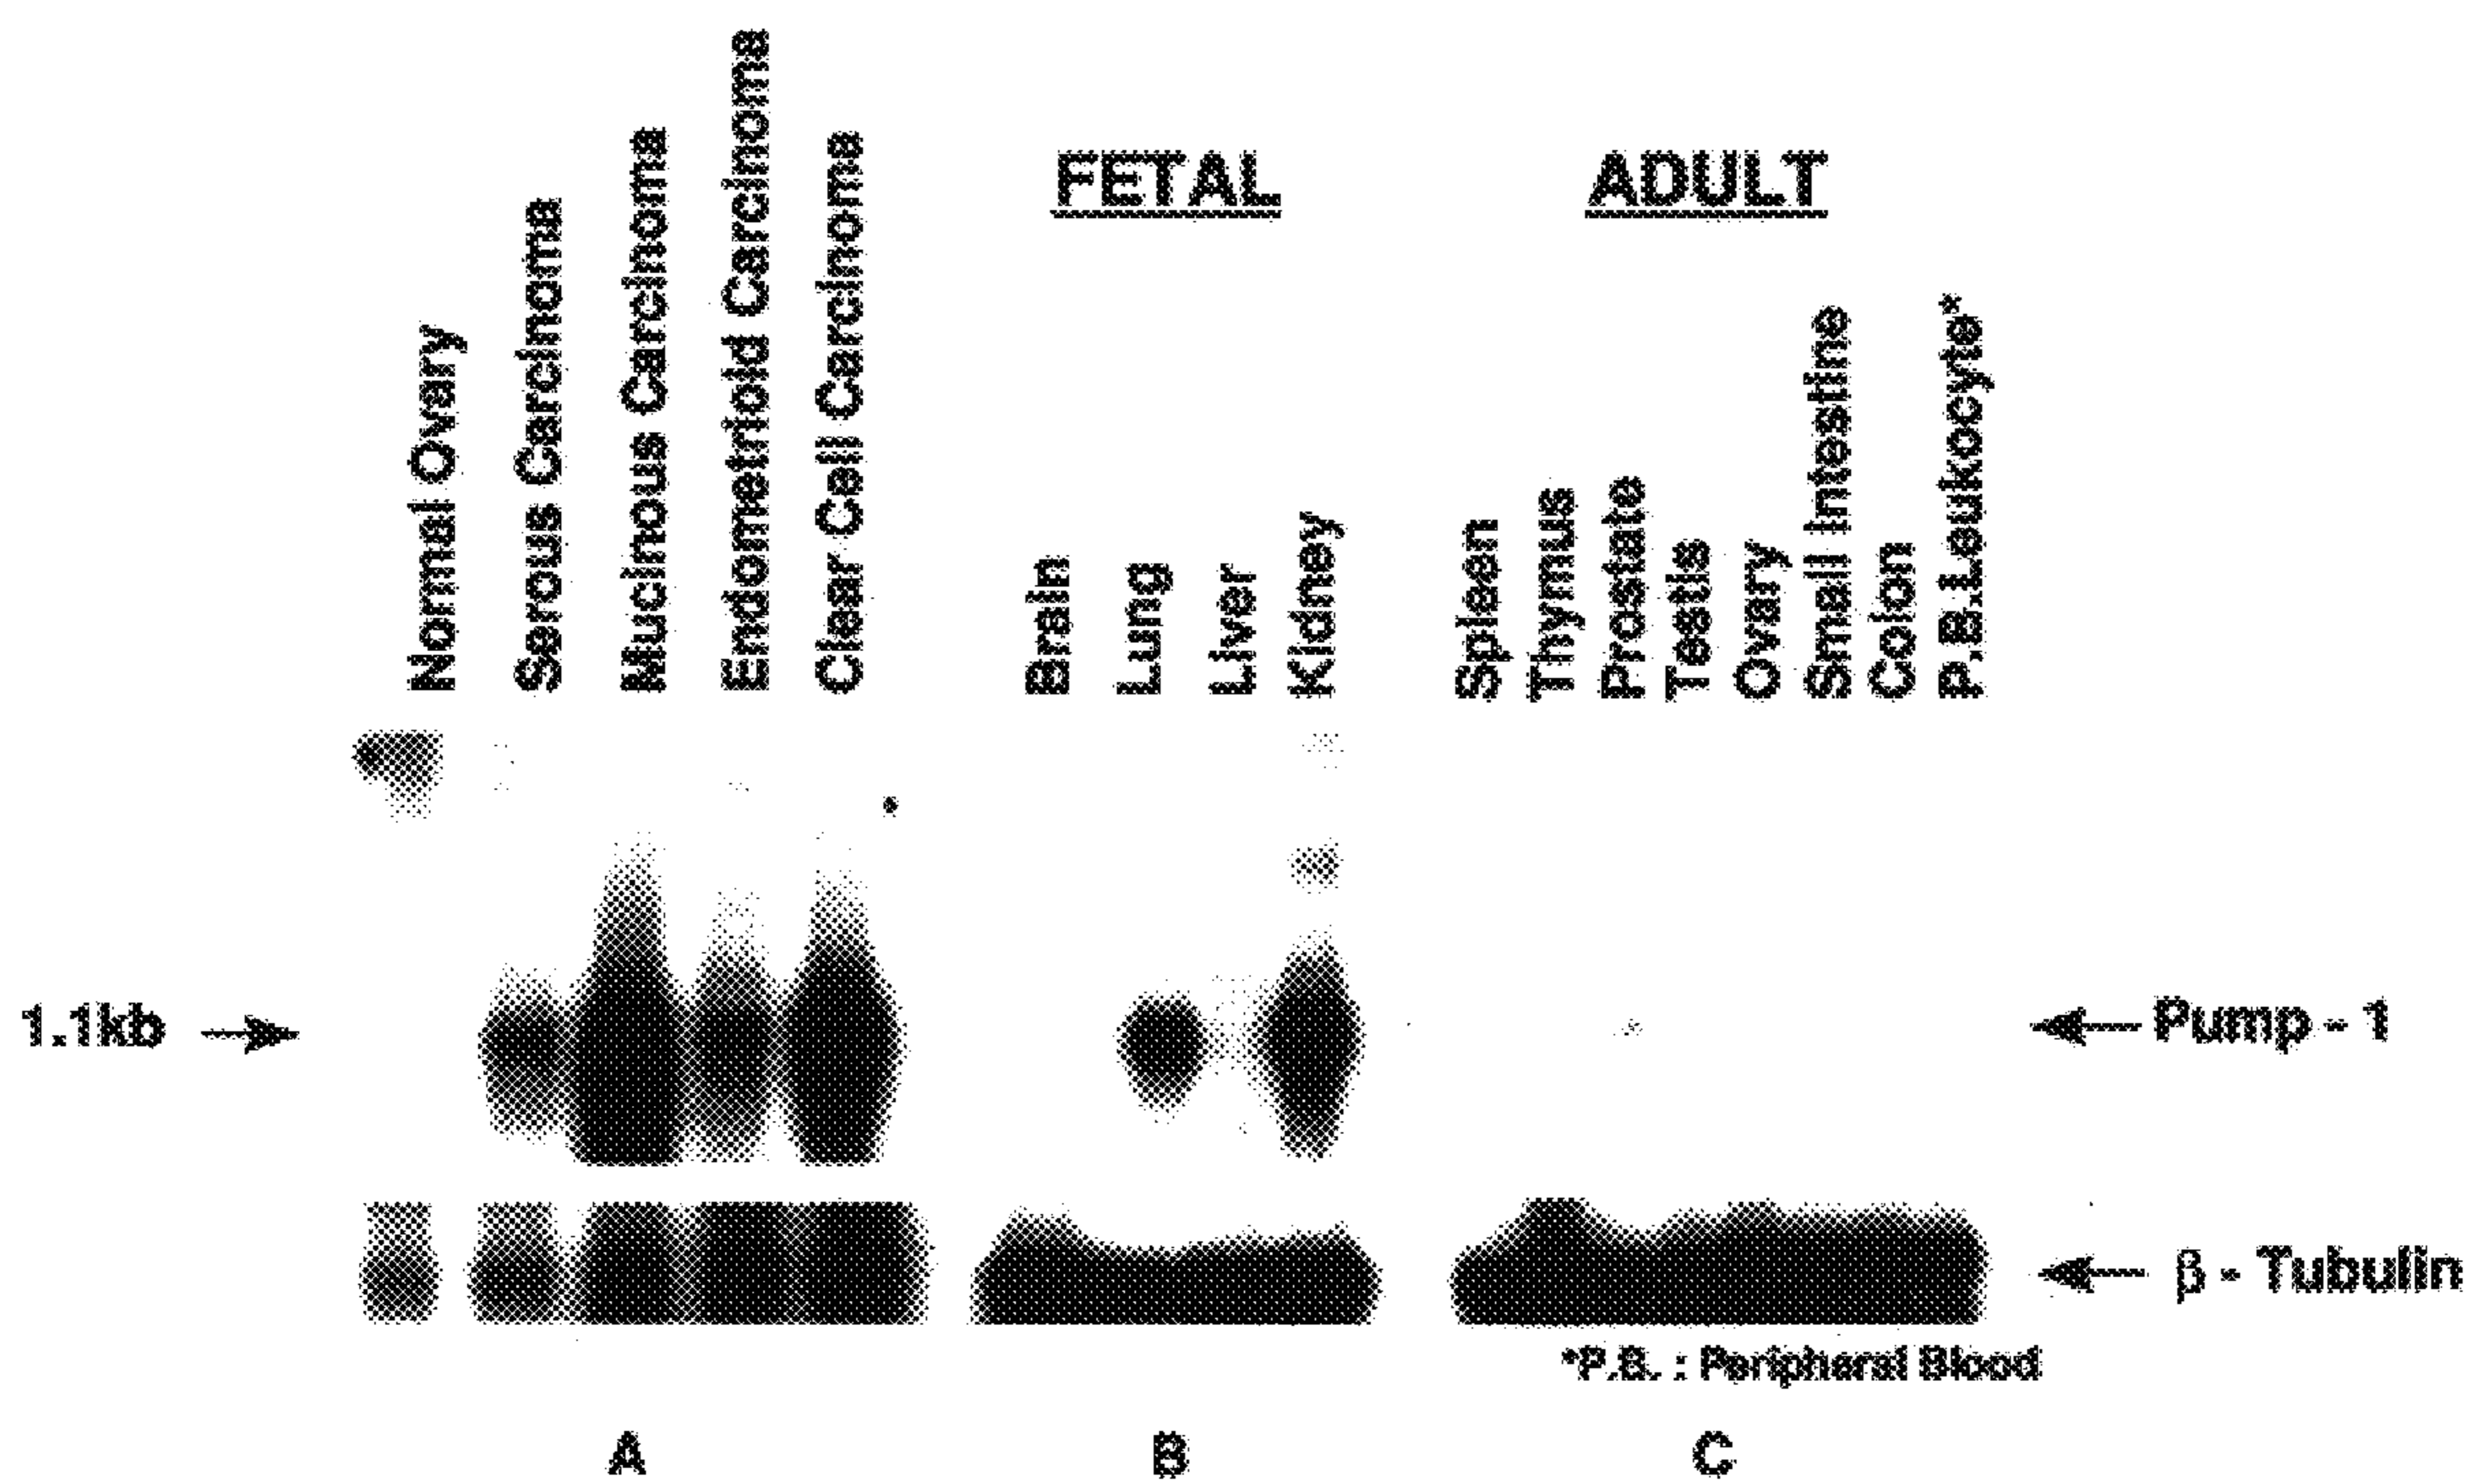 FETAL
ADULT
Normal Ovary
Serous Carcinoma
Mucinous Carcinoma
Endometrioid Carcinoma
Clear Cell Carcinoma
Brain
Lung
Liver
Kidney
Spleen
Thymus
Prostate
Testis
Ovary
Small Intestine
Colon
P.B.Leukocyte*
1.1kb
Pump - 1
β - Tubulin
*P.B. : Peripheral Blood
A
B
C